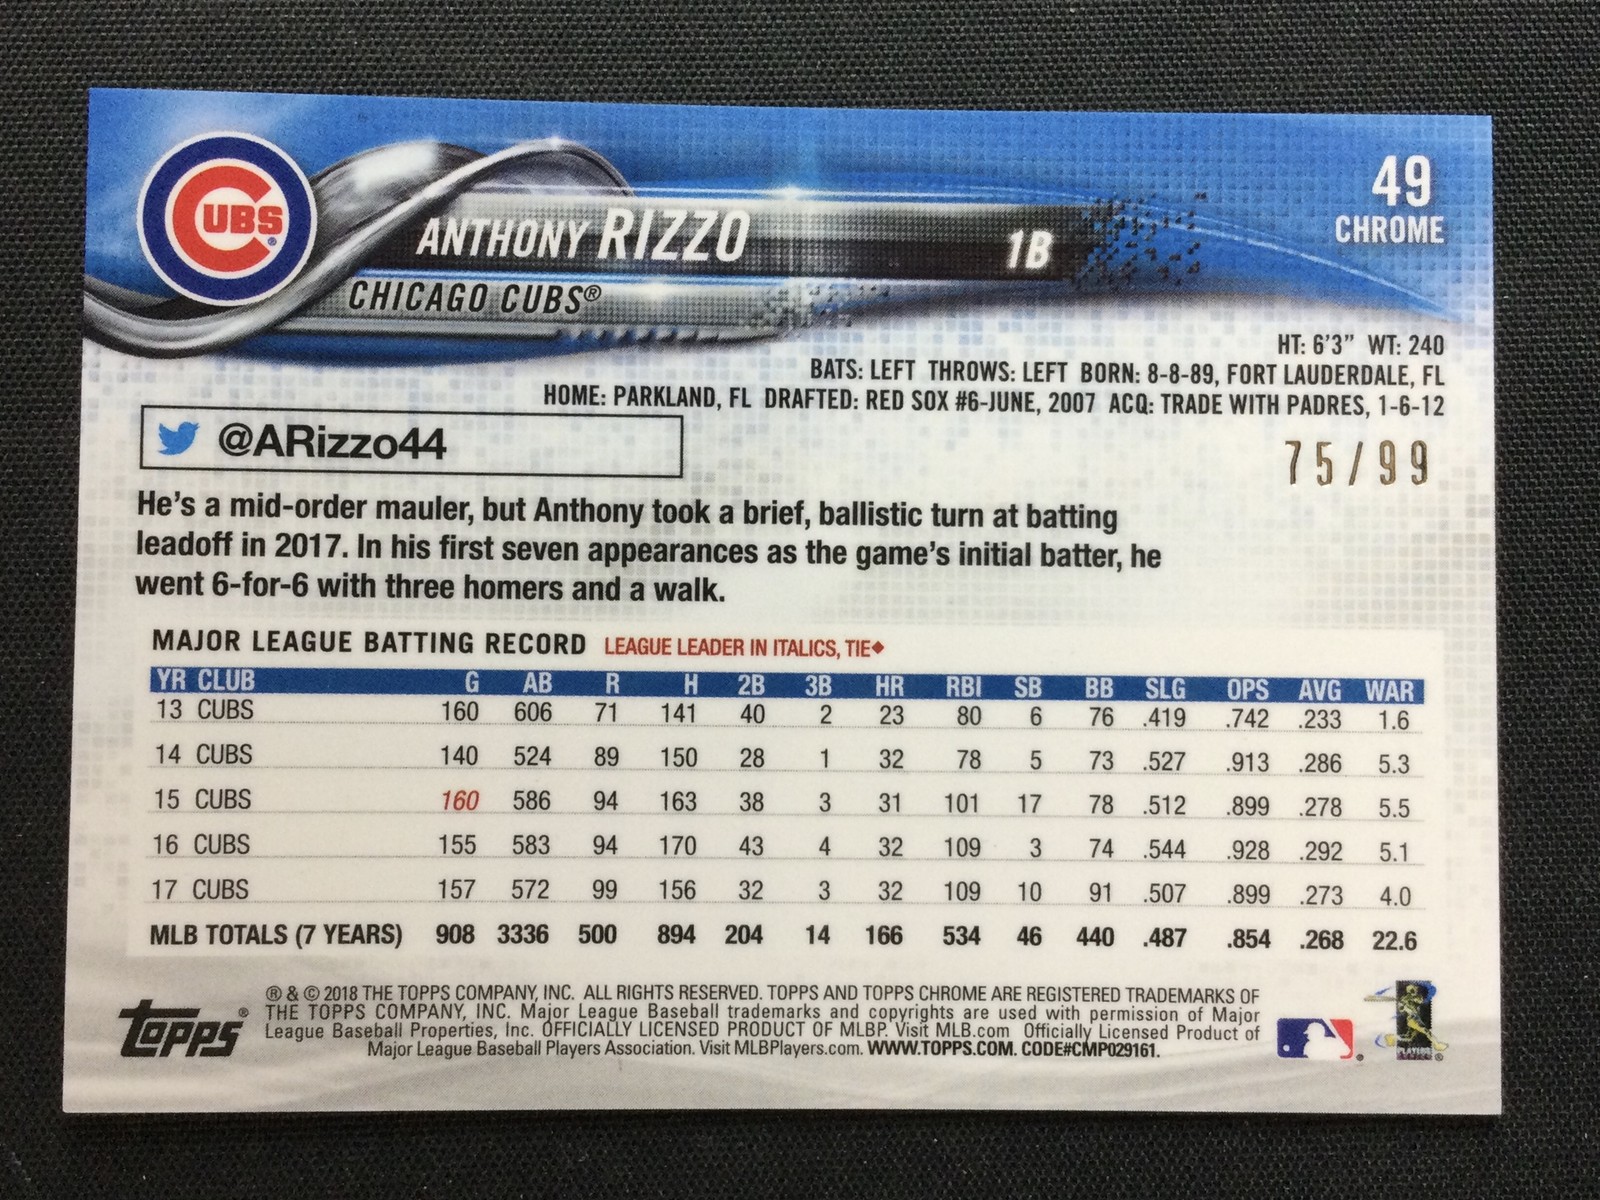 CUBS®
ANTHONY RIZZO 1B
CHICAGO CUBS®
49
CHROME
HT: 6'3" WT: 240
BATS: LEFT THROWS: LEFT BORN: 8-8-89, FORT LAUDERDALE, FL
HOME: PARKLAND, FL DRAFTED: RED SOX #6-JUNE, 2007 ACQ: TRADE WITH PADRES, 1-6-12
@ARizzo44
75/99
He's a mid-order mauler, but Anthony took a brief, ballistic turn at batting
leadoff in 2017. In his first seven appearances as the game's initial batter, he
went 6-for-6 with three homers and a walk.
MAJOR LEAGUE BATTING RECORD LEAGUE LEADER IN ITALICS, TIE◆
YR CLUB G AB R H 2B 3B HR RBI SB BB SLG OPS AVG WAR
13 CUBS 160 606 71 141 40 2 23 80 6 76 .419 .742 .233 1.6
14 CUBS 140 524 89 150 28 1 32 78 5 73 .527 .913 .286 5.3
15 CUBS 160 586 94 163 38 3 31 101 17 78 .512 .899 .278 5.5
16 CUBS 155 583 94 170 43 4 32 109 3 74 .544 .928 .292 5.1
17 CUBS 157 572 99 156 32 3 32 109 10 91 .507 .899 .273 4.0
MLB TOTALS (7 YEARS) 908 3336 500 894 204 14 166 534 46 440 .487 .854 .268 22.6
Topps®
® & © 2018 THE TOPPS COMPANY, INC. ALL RIGHTS RESERVED. TOPPS AND TOPPS CHROME ARE REGISTERED TRADEMARKS OF
THE TOPPS COMPANY, INC. Major League Baseball trademarks and copyrights are used with permission of Major
League Baseball Properties, Inc. OFFICIALLY LICENSED PRODUCT OF MLBP. Visit MLB.com Officially Licensed Product of
Major League Baseball Players Association. Visit MLBPlayers.com. WWW.TOPPS.COM. CODE#CMP029161.
PLAYERS